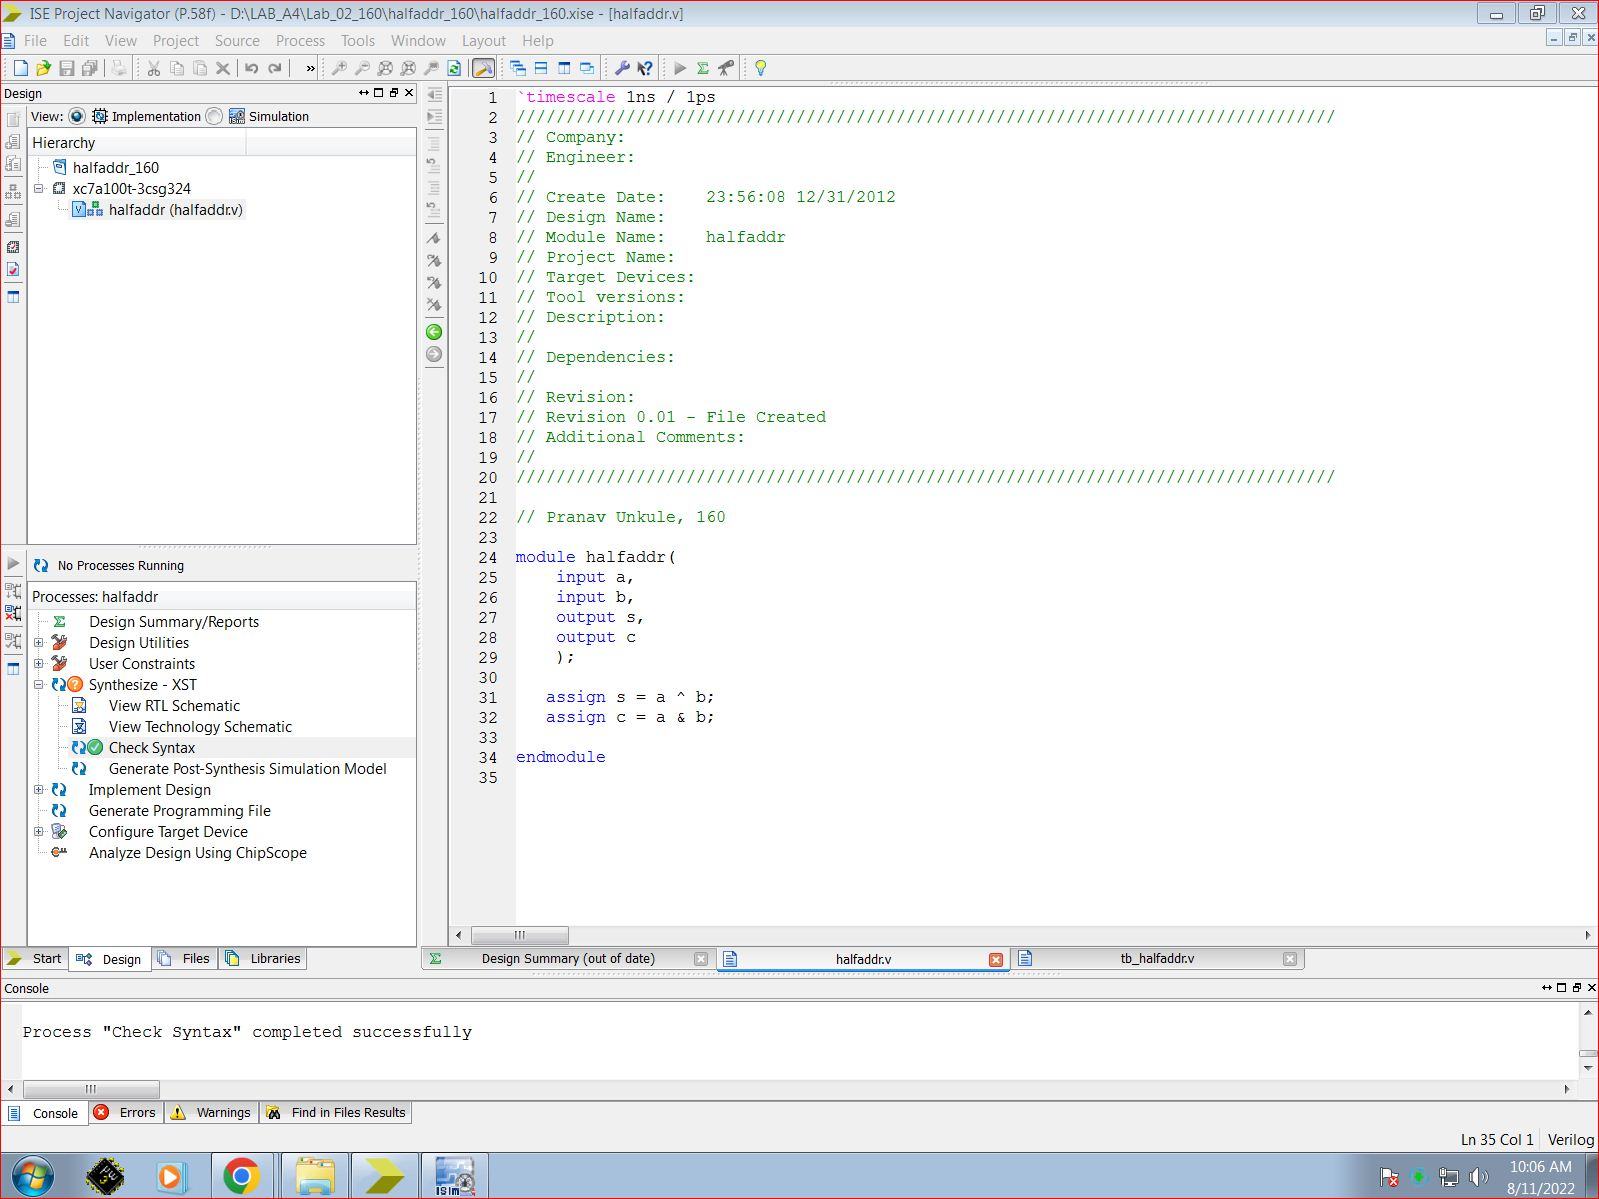 ISE Project Navigator (P.58f) - D:\LAB_A4\Lab_02_160\halfaddr_160\halfaddr_160.xise - [halfaddr.v]
File Edit View Project Source Process Tools Window Layout Help
Design
View: Implementation Simulation
Hierarchy
halfaddr_160
xc7a100t-3csg324
halfaddr (halfaddr.v)
No Processes Running
Processes: halfaddr
Design Summary/Reports
Design Utilities
User Constraints
Synthesize - XST
View RTL Schematic
View Technology Schematic
Check Syntax
Generate Post-Synthesis Simulation Model
Implement Design
Generate Programming File
Configure Target Device
Analyze Design Using ChipScope
Start Design Files Libraries
1 `timescale 1ns / 1ps
2 //////////////////////////////////////////////////////////////////////////////////
3 // Company:
4 // Engineer:
5 //
6 // Create Date:    23:56:08 12/31/2012
7 // Design Name:
8 // Module Name:    halfaddr
9 // Project Name:
10 // Target Devices:
11 // Tool versions:
12 // Description:
13 //
14 // Dependencies:
15 //
16 // Revision:
17 // Revision 0.01 - File Created
18 // Additional Comments:
19 //
20 //////////////////////////////////////////////////////////////////////////////////
21
22 // Pranav Unkule, 160
23
24 module halfaddr(
25     input a,
26     input b,
27     output s,
28     output c
29     );
30
31    assign s = a ^ b;
32    assign c = a & b;
33
34 endmodule
35
Design Summary (out of date) halfaddr.v tb_halfaddr.v
Console
Process "Check Syntax" completed successfully
Console Errors Warnings Find in Files Results
Ln 35 Col 1 Verilog
ISim
10:06 AM
8/11/2022